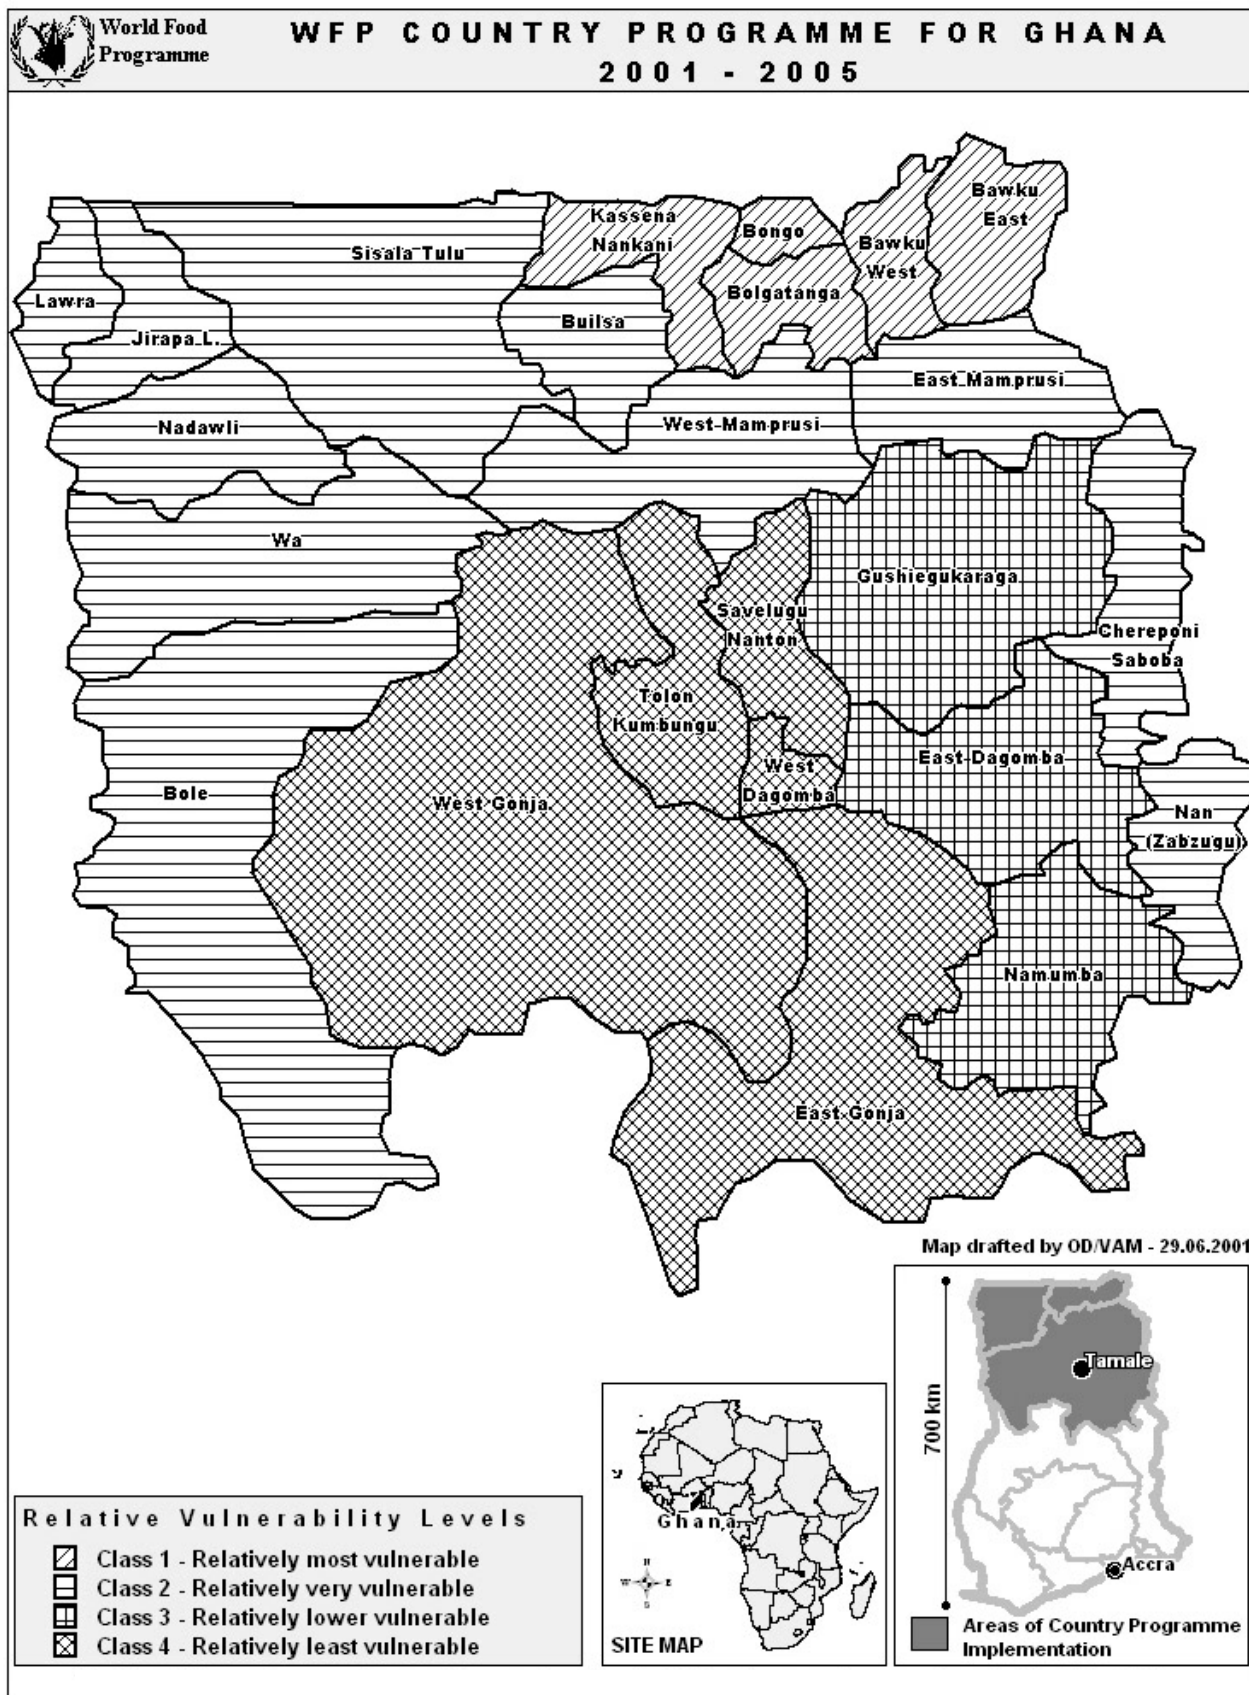 World Food
Programme
WFP COUNTRY PROGRAMME FOR GHANA
2001 - 2005
Bawku
East
Kassena
Nankani
Bongo
Bawku
West
Sisala Tulu
Bolgatanga
Lawra
Builsa
Jirapa L.
East Mamprusi
Nadawli
West Mamprusi
Wa
Gushiegukaraga
Savelugu
Nanton
Chereponi
Saboba
Tolon
Kumbungu
East Dagomba
West
Dagomba
Bole
West Gonja
Nan
(Zabzugu)
Namumba
East Gonja
Map drafted by OD/VAM - 29.06.2001
Relative Vulnerability Levels
Class 1 - Relatively most vulnerable
Class 2 - Relatively very vulnerable
Class 3 - Relatively lower vulnerable
Class 4 - Relatively least vulnerable
Ghana
N
W E
S
SITE MAP
700 km
Tamale
Accra
Areas of Country Programme
Implementation